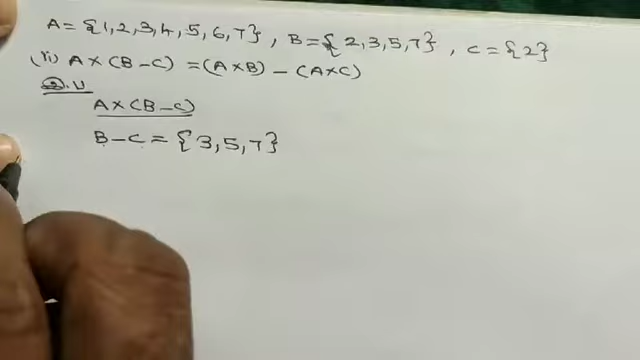 A = {1,2,3,4,5,6,7}, B = {2,3,5,7}, C = {2}
(ii) A×(B-C) = (A×B) - (A×C)
A×(B-C)
B-C = {3,5,7}